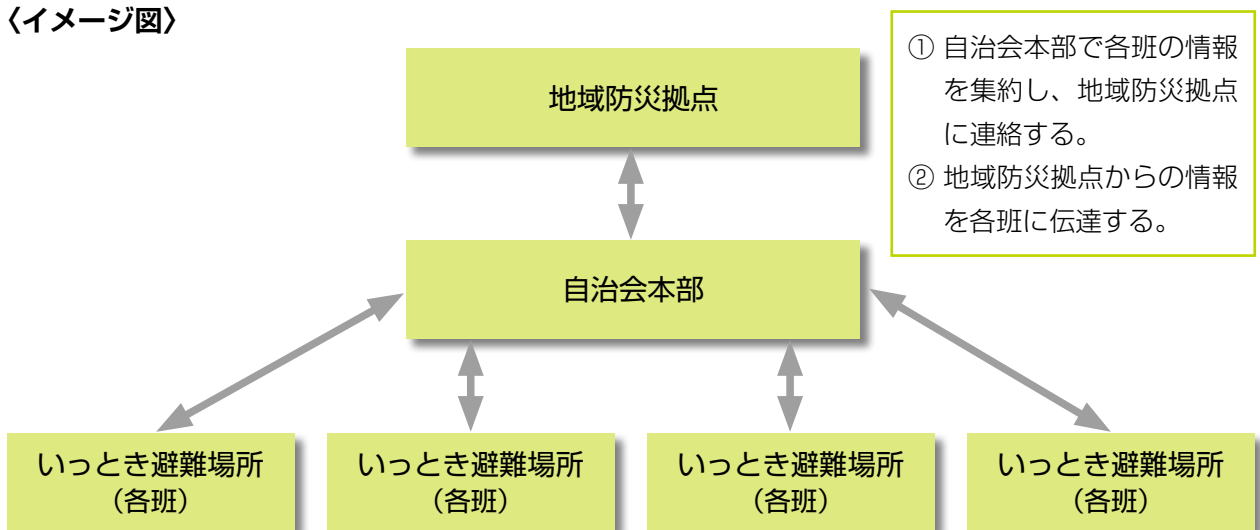 〈イメージ図〉
地域防災拠点
① 自治会本部で各班の情報
を集約し、地域防災拠点
に連絡する。
② 地域防災拠点からの情報
を各班に伝達する。
自治会本部
いっとき避難場所
（各班）
いっとき避難場所
（各班）
いっとき避難場所
（各班）
いっとき避難場所
（各班）